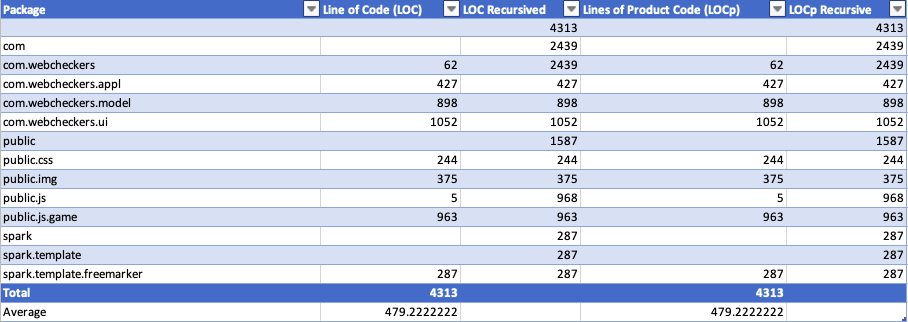 Package Line of Code (LOC) LOC Recursived Lines of Product Code (LOCp) LOCp Recursive
4313 4313
com 2439 2439
com.webcheckers 62 2439 62 2439
com.webcheckers.appl 427 427 427 427
com.webcheckers.model 898 898 898 898
com.webcheckers.ui 1052 1052 1052 1052
public 1587 1587
public.css 244 244 244 244
public.img 375 375 375 375
public.js 5 968 5 968
public.js.game 963 963 963 963
spark 287 287
spark.template 287 287
spark.template.freemarker 287 287 287 287
Total 4313 4313
Average 479.2222222 479.2222222